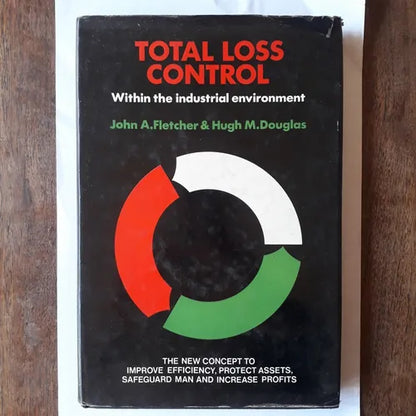 TOTAL LOSS
CONTROL
Within the industrial environment
John A.Fletcher & Hugh M.Douglas
THE NEW CONCEPT TO
IMPROVE EFFICIENCY, PROTECT ASSETS,
SAFEGUARD MAN AND INCREASE PROFITS